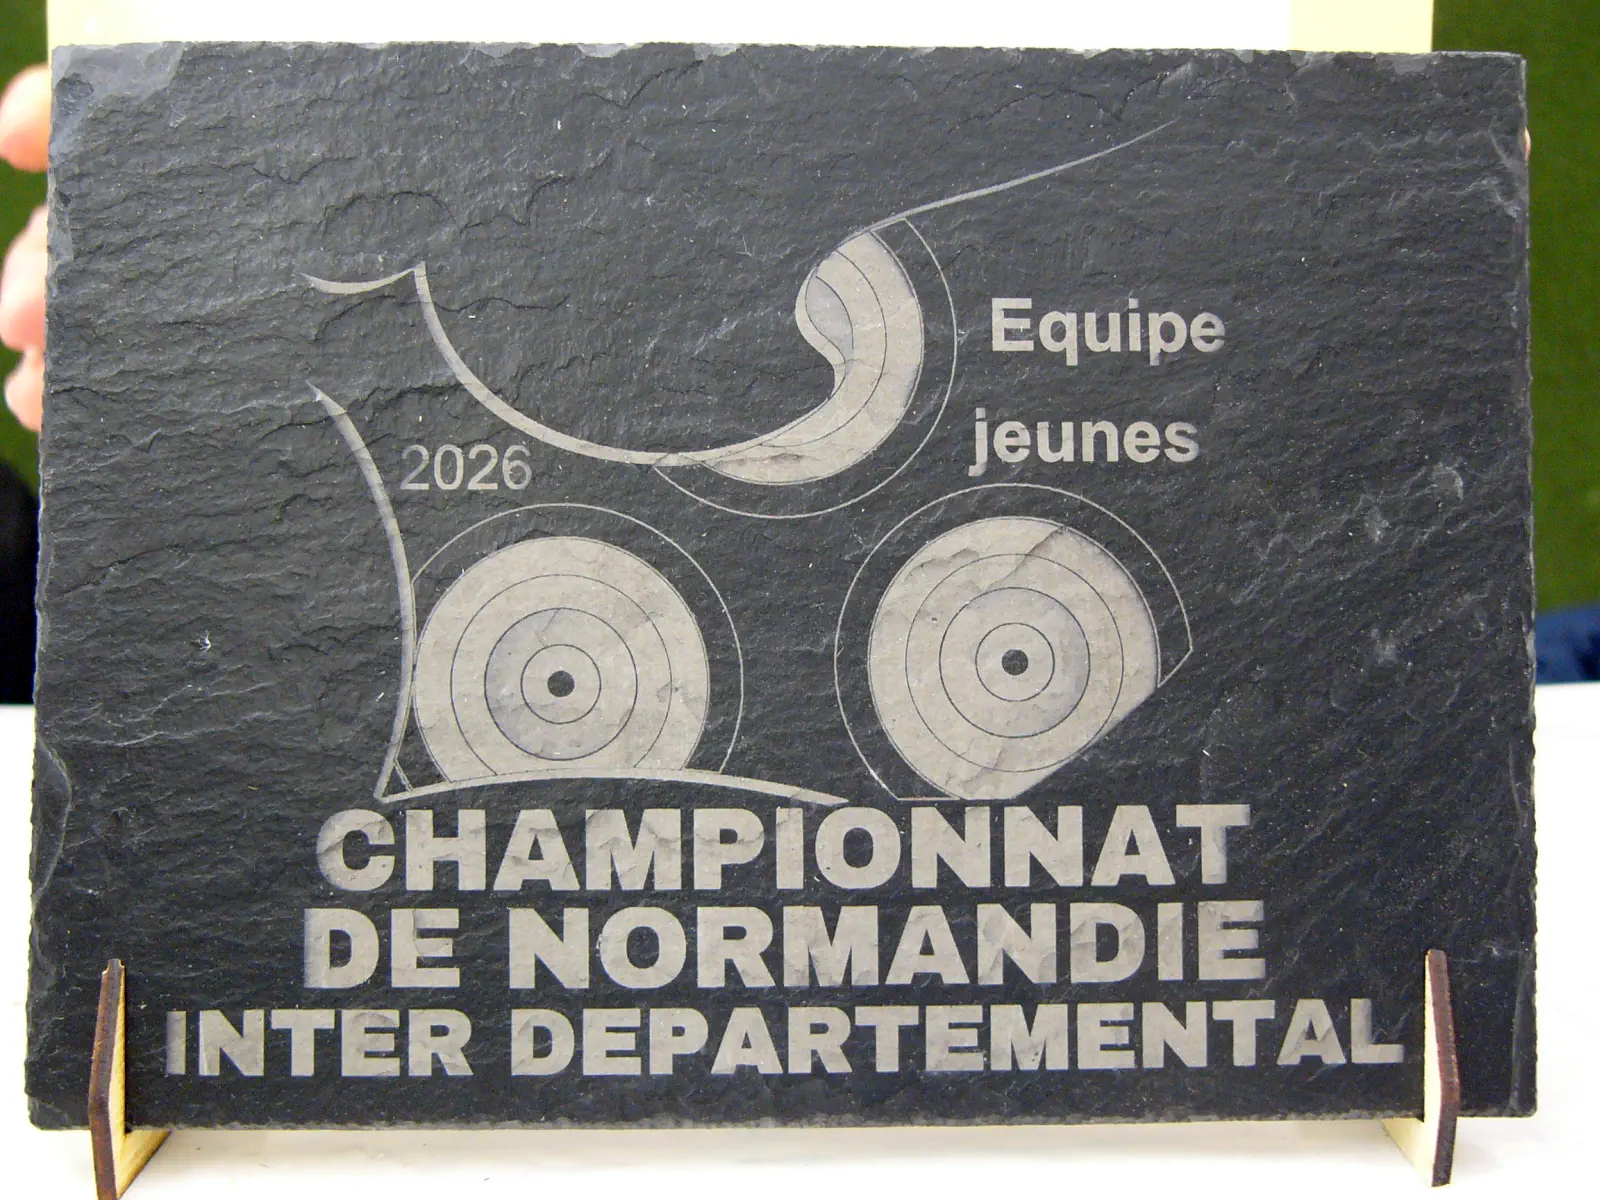 Equipe
jeunes
2026
CHAMPIONNAT
DE NORMANDIE
INTER DEPARTEMENTAL